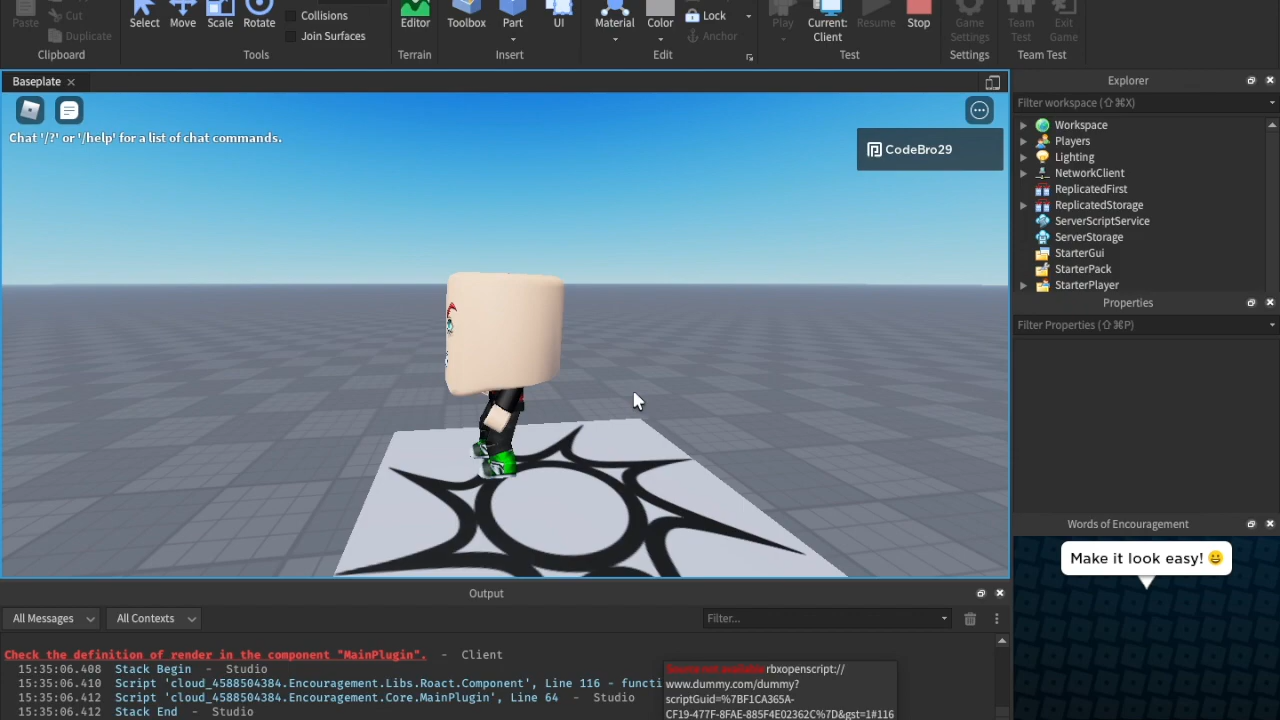 Paste
Cut
Duplicate
Clipboard
Select
Move
Scale
Rotate
Collisions
Join Surfaces
Tools
Editor
Terrain
Toolbox
Part
UI
Insert
Material
Color
Lock
Anchor
Edit
Play
Current:
Client
Resume
Stop
Test
Game
Settings
Settings
Team
Test
Exit
Game
Team Test
Baseplate
Chat '/?' or '/help' for a list of chat commands.
CodeBro29
Explorer
Filter workspace (⇧⌘X)
Workspace
Players
Lighting
NetworkClient
ReplicatedFirst
ReplicatedStorage
ServerScriptService
ServerStorage
StarterGui
StarterPack
StarterPlayer
Properties
Filter Properties (⇧⌘P)
Words of Encouragement
Make it look easy! 😀
Output
All Messages
All Contexts
Filter...
Check the definition of render in the component "MainPlugin". - Client
15:35:06.408 Stack Begin - Studio
15:35:06.410 Script 'cloud_4588504384.Encouragement.Libs.Roact.Component', Line 116 - functi
15:35:06.412 Script 'cloud_4588504384.Encouragement.Core.MainPlugin', Line 64 - Studio
15:35:06.412 Stack End - Studio
Source not available rbxopenscript://
www.dummy.com/dummy?
scriptGuid=%7BF1CA365A-
CF19-477F-8FAE-885F4E02362C%7D&gst=1#116